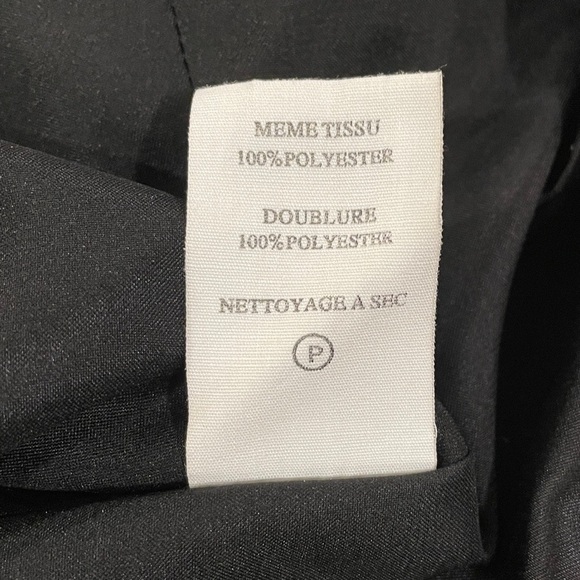 MEME TISSU
100% POLYESTER
DOUBLURE
100% POLYESTER
NETTOYAGE A SEC
P